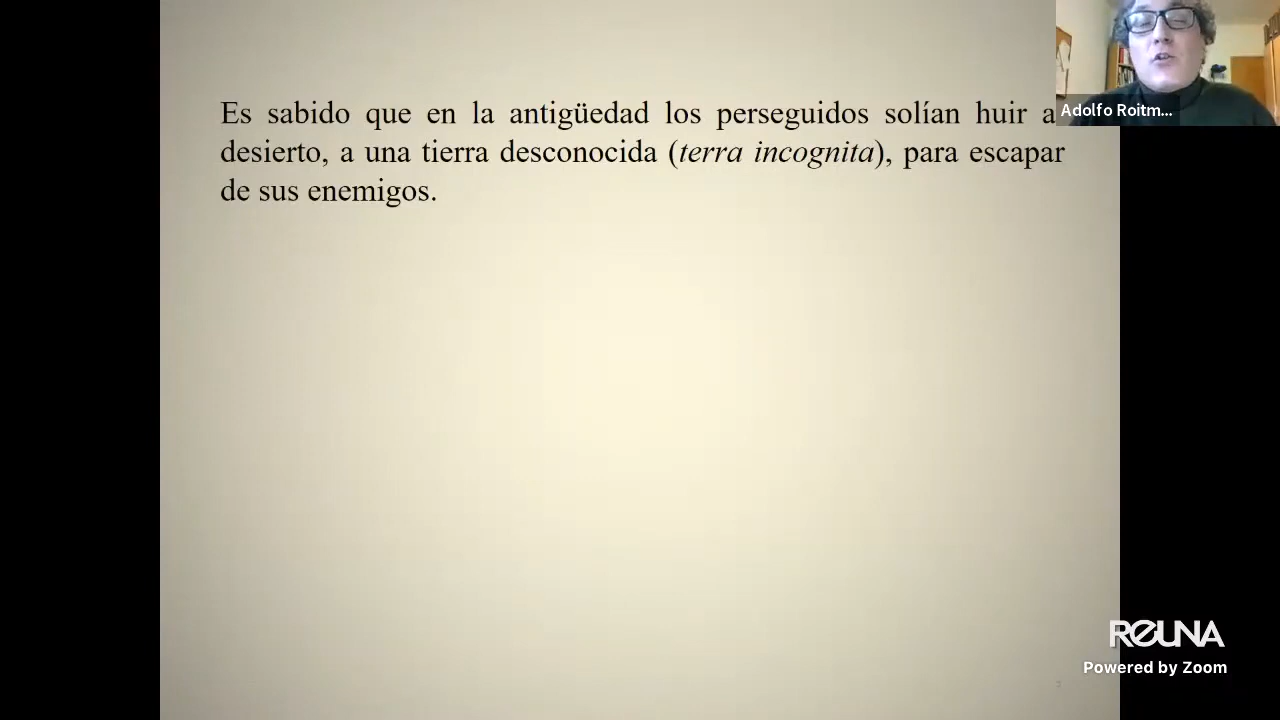 Es sabido que en la antigüedad los perseguidos solían huir a
desierto, a una tierra desconocida (terra incognita), para escapar
de sus enemigos.
Adolfo Roitm...
REUNA
Powered by Zoom